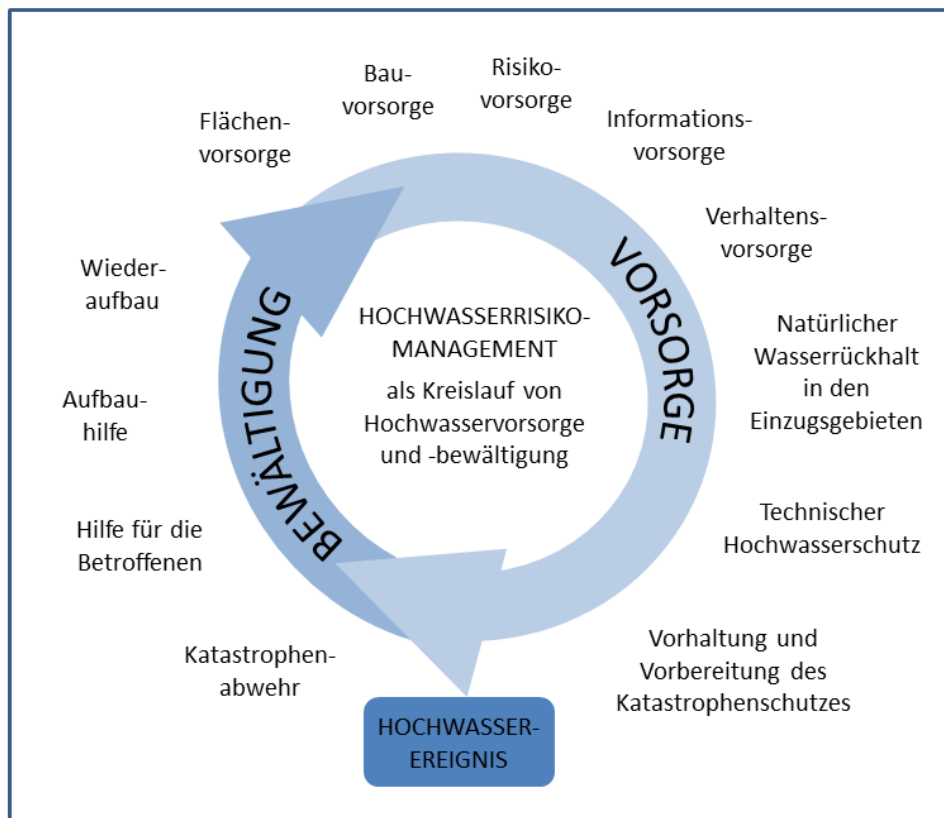 Bau-
vorsorge
Risiko-
vorsorge
Flächen-
vorsorge
Informations-
vorsorge
Verhaltens-
vorsorge
Wieder-
aufbau
VORSORGE
BEWÄLTIGUNG
HOCHWASSERRISIKO-
MANAGEMENT
als Kreislauf von
Hochwasservorsorge
und -bewältigung
Natürlicher
Wasserrückhalt
in den
Einzugsgebieten
Aufbau-
hilfe
Technischer
Hochwasserschutz
Hilfe für die
Betroffenen
Vorhaltung und
Vorbereitung des
Katastrophenschutzes
Katastrophen-
abwehr
HOCHWASSER-
EREIGNIS